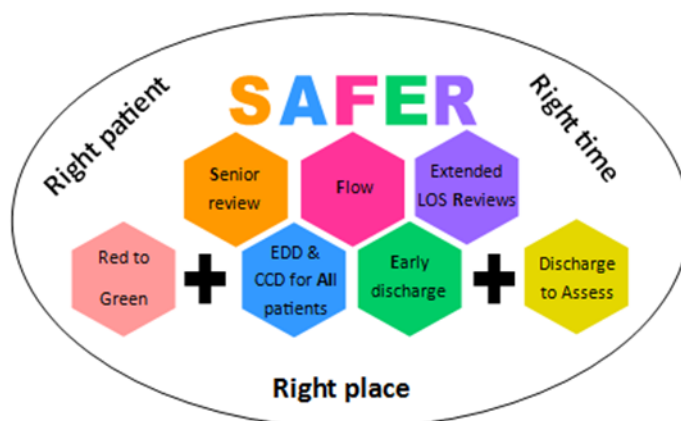 Right patient
SAFER
Right time
Senior
review
Flow
Extended
LOS Reviews
Red to
Green
EDD &
CCD for All
patients
Early
discharge
Discharge
to Assess
Right place